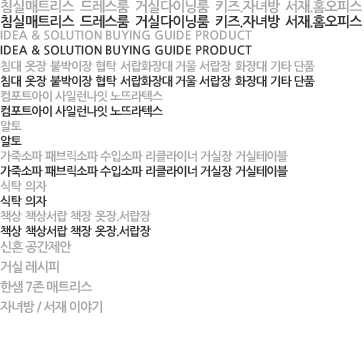 침실매트리스 드레스룸 거실다이닝룸 키즈.자녀방 서재.홈오피스
침실매트리스 드레스룸 거실다이닝룸 키즈.자녀방 서재.홈오피스
IDEA & SOLUTION BUYING GUIDE PRODUCT
IDEA & SOLUTION BUYING GUIDE PRODUCT
침대 옷장 붙박이장 협탁 서랍화장대 거울 서랍장 화장대 기타 단품
침대 옷장 붙박이장 협탁 서랍화장대 거울 서랍장 화장대 기타 단품
컴포트아이 사일런나잇 노뜨라텍스
컴포트아이 사일런나잇 노뜨라텍스
알토
알토
가죽소파 패브릭소파 수입소파 리클라이너 거실장 거실테이블
가죽소파 패브릭소파 수입소파 리클라이너 거실장 거실테이블
식탁 의자
식탁 의자
책상 책상서랍 책장 옷장.서랍장
책상 책상서랍 책장 옷장.서랍장
신혼 공간제안
거실 레시피
한샘 7존 매트리스
자녀방 / 서재 이야기